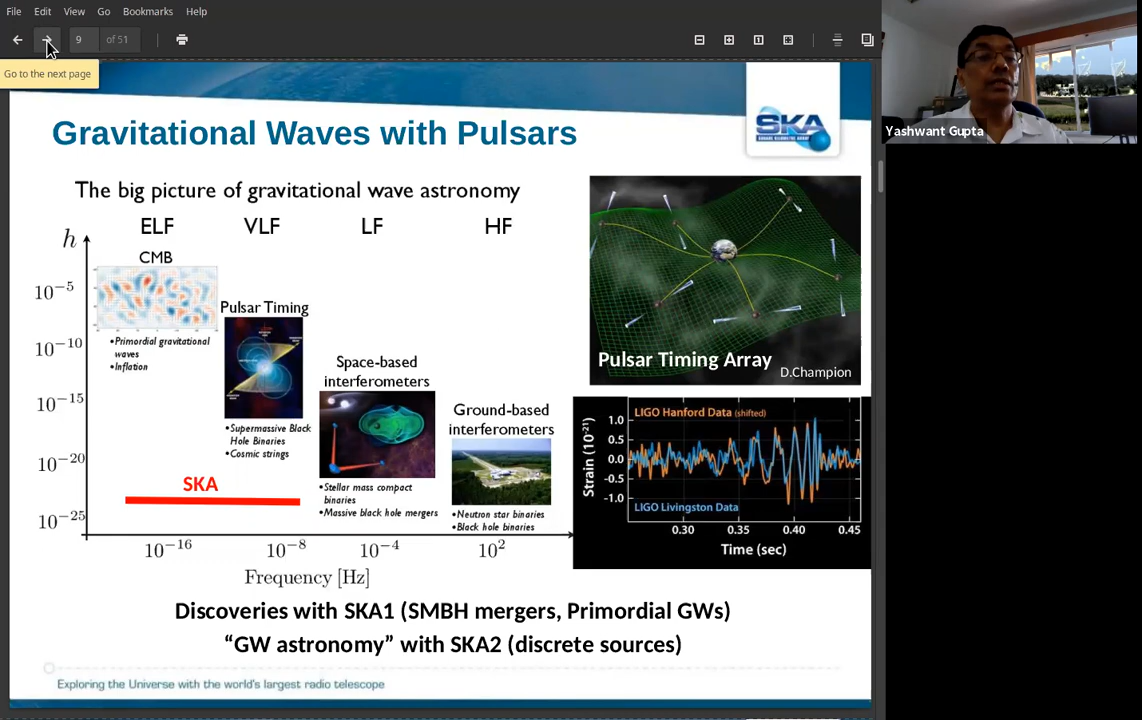 File Edit View Go Bookmarks Help
9 of 51
Go to the next page
Yashwant Gupta
Gravitational Waves with Pulsars
SKA
SQUARE KILOMETRE ARRAY
The big picture of gravitational wave astronomy
ELF VLF LF HF
h
10^-5
10^-10
10^-15
10^-20
10^-25
CMB
•Primordial gravitational
waves
•Inflation
Pulsar Timing
•Supermassive Black
Hole Binaries
•Cosmic strings
Space-based
interferometers
•Stellar mass compact
binaries
•Massive black hole mergers
Ground-based
interferometers
•Neutron star binaries
•Black hole binaries
SKA
10^-16 10^-8 10^-4 10^2
Frequency [Hz]
Pulsar Timing Array
D.Champion
LIGO Hanford Data (shifted)
Strain (10^-21)
1.0
0.5
0.0
-0.5
-1.0
LIGO Livingston Data
0.30 0.35 0.40 0.45
Time (sec)
Discoveries with SKA1 (SMBH mergers, Primordial GWs)
“GW astronomy” with SKA2 (discrete sources)
Exploring the Universe with the world's largest radio telescope